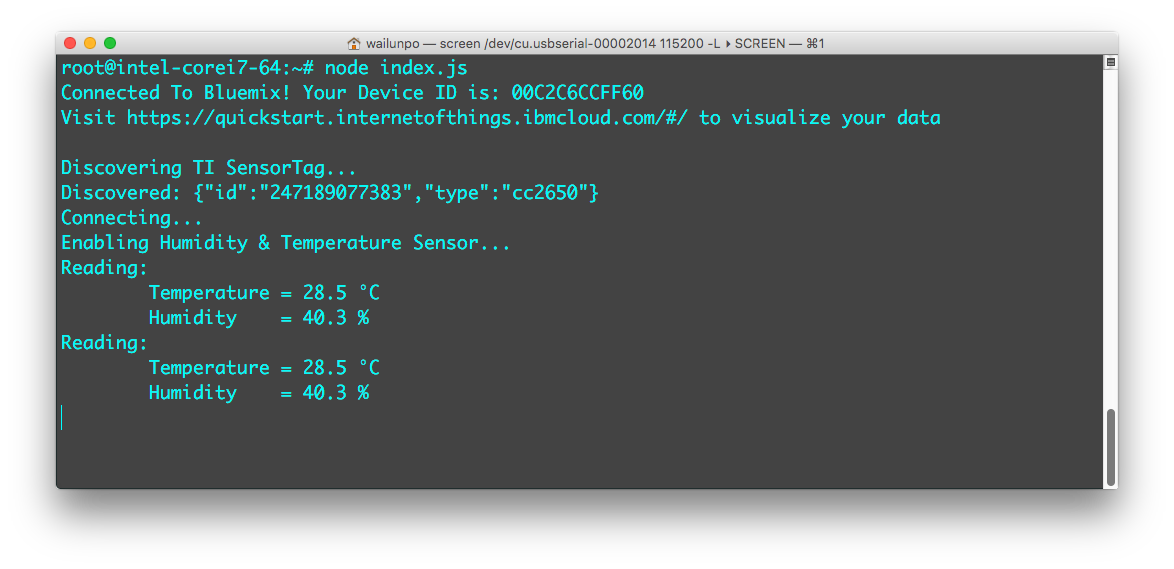 wailunpo — screen /dev/cu.usbserial-00002014 115200 -L ▸ SCREEN — ⌘1
root@intel-corei7-64:~# node index.js
Connected To Bluemix! Your Device ID is: 00C2C6CCFF60
Visit https://quickstart.internetofthings.ibmcloud.com/#/ to visualize your data
Discovering TI SensorTag...
Discovered: {"id":"247189077383","type":"cc2650"}
Connecting...
Enabling Humidity & Temperature Sensor...
Reading:
Temperature = 28.5 °C
Humidity    = 40.3 %
Reading:
Temperature = 28.5 °C
Humidity    = 40.3 %